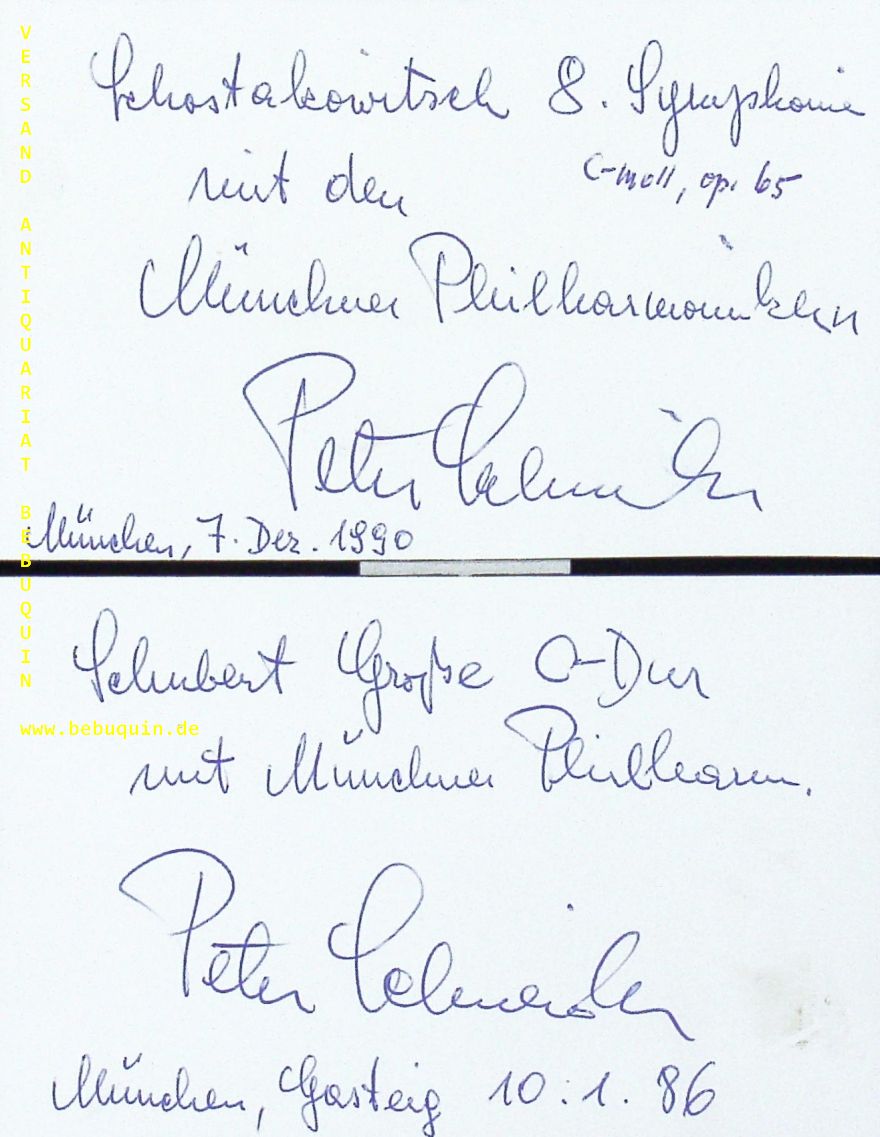 Schostakowitsch 8. Symphonie
c-moll, op. 65
mit den
Münchner Philharmonikern
Peter Schneider
München, 7. Dez. 1990
Schubert Große C-Dur
mit Münchner Philharm.
Peter Schneider
München, Gasteig 10.1.86
VERSAND ANTIQUARIAT BEBUQUIN
www.bebuquin.de